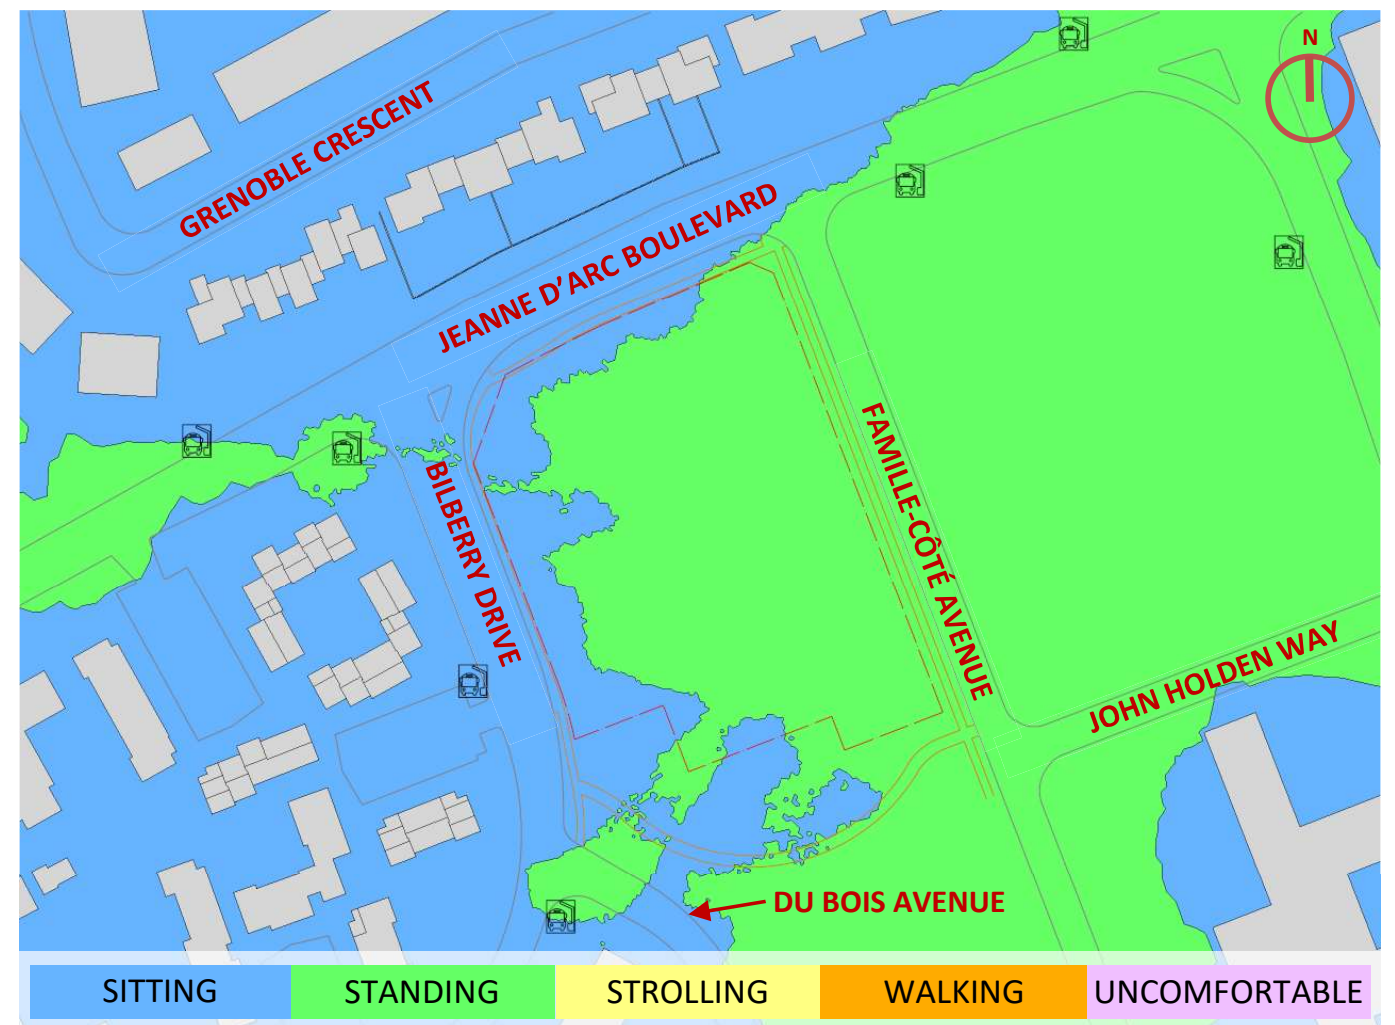 N
GRENOBLE CRESCENT
JEANNE D'ARC BOULEVARD
FAMILLE-CÔTÉ AVENUE
BILBERRY DRIVE
JOHN HOLDEN WAY
DU BOIS AVENUE
SITTING STANDING STROLLING WALKING UNCOMFORTABLE